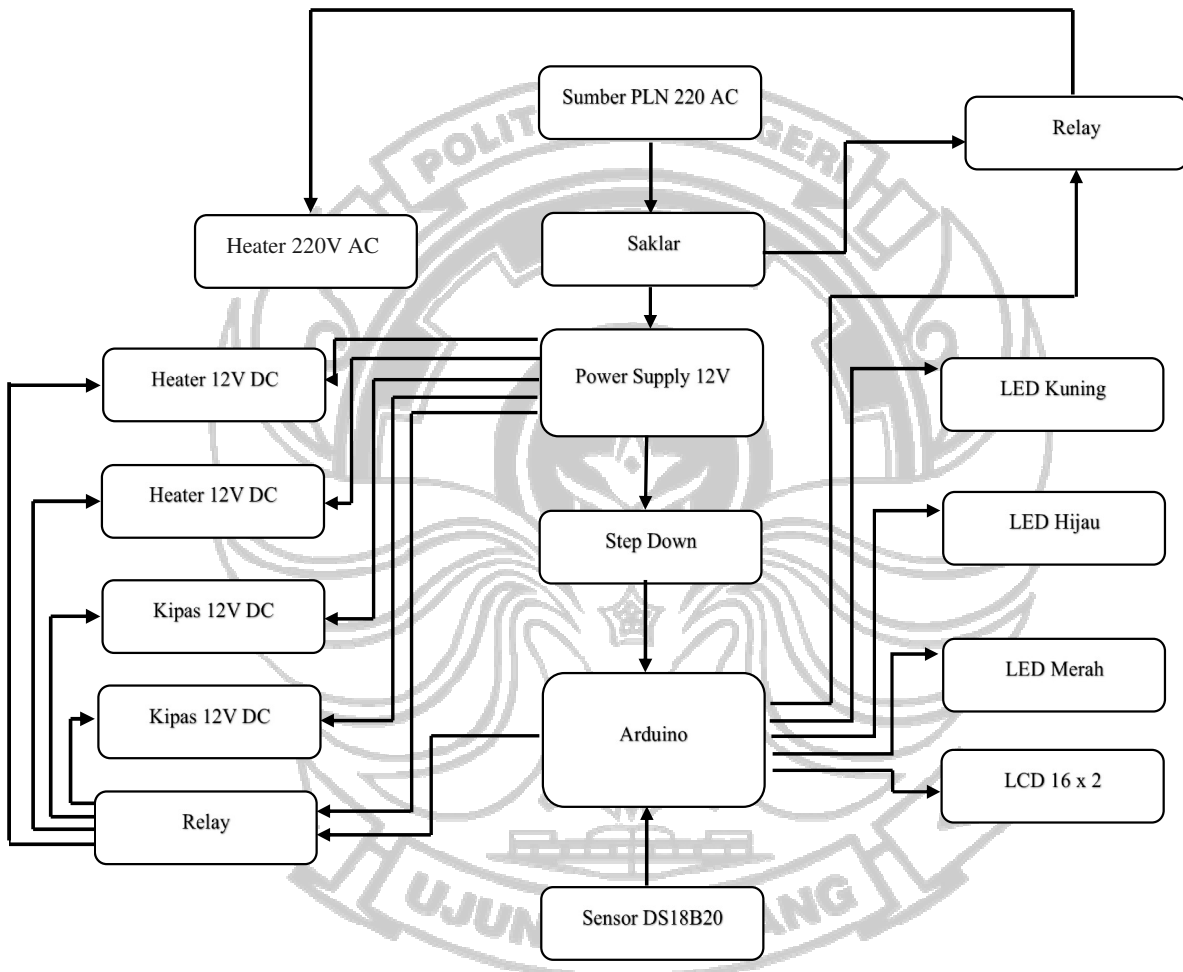 Sumber PLN 220 AC
Relay
Heater 220V AC
Saklar
Heater 12V DC
Power Supply 12V
LED Kuning
Heater 12V DC
Step Down
LED Hijau
Kipas 12V DC
LED Merah
Kipas 12V DC
Arduino
LCD 16 x 2
Relay
Sensor DS18B20